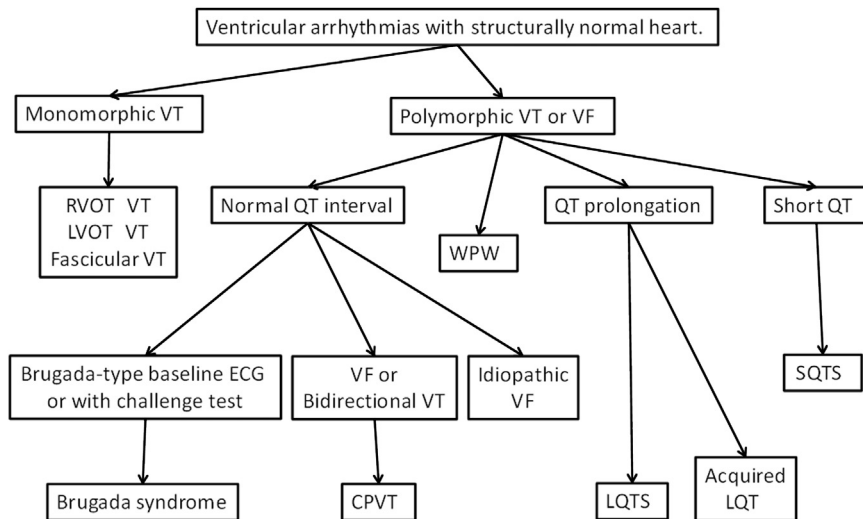 Ventricular arrhythmias with structurally normal heart.
Monomorphic VT
Polymorphic VT or VF
RVOT VT
LVOT VT
Fascicular VT
Normal QT interval
WPW
QT prolongation
Short QT
Brugada-type baseline ECG
or with challenge test
VF or
Bidirectional VT
Idiopathic
VF
SQTS
Brugada syndrome
CPVT
LQTS
Acquired
LQT